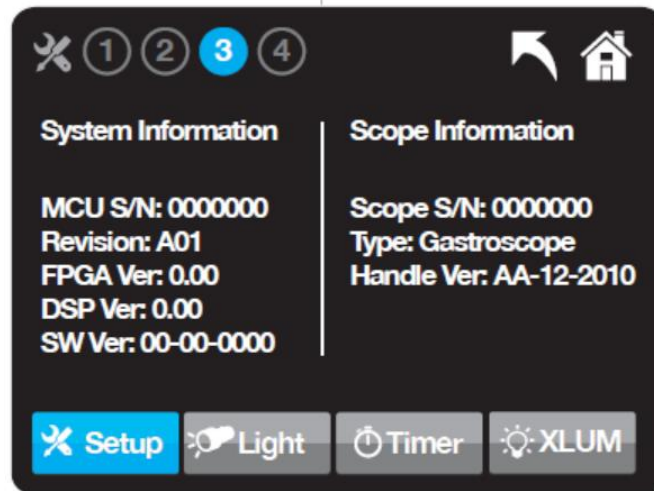 1 2 3 4
System Information
MCU S/N: 0000000
Revision: A01
FPGA Ver: 0.00
DSP Ver: 0.00
SW Ver: 00-00-0000
Scope Information
Scope S/N: 0000000
Type: Gastroscope
Handle Ver: AA-12-2010
Setup Light Timer XLUM